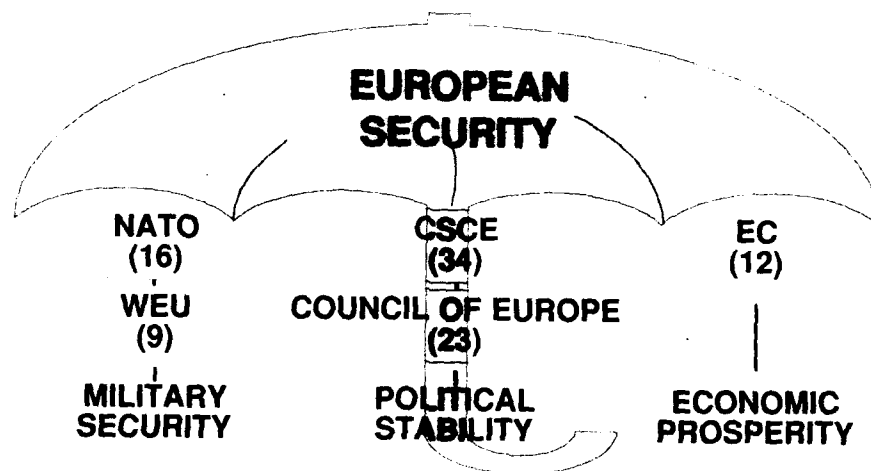 EUROPEAN
SECURITY
NATO
(16)
WEU
(9)
MILITARY
SECURITY
CSCE
(34)
COUNCIL OF EUROPE
(23)
POLITICAL
STABILITY
EC
(12)
ECONOMIC
PROSPERITY